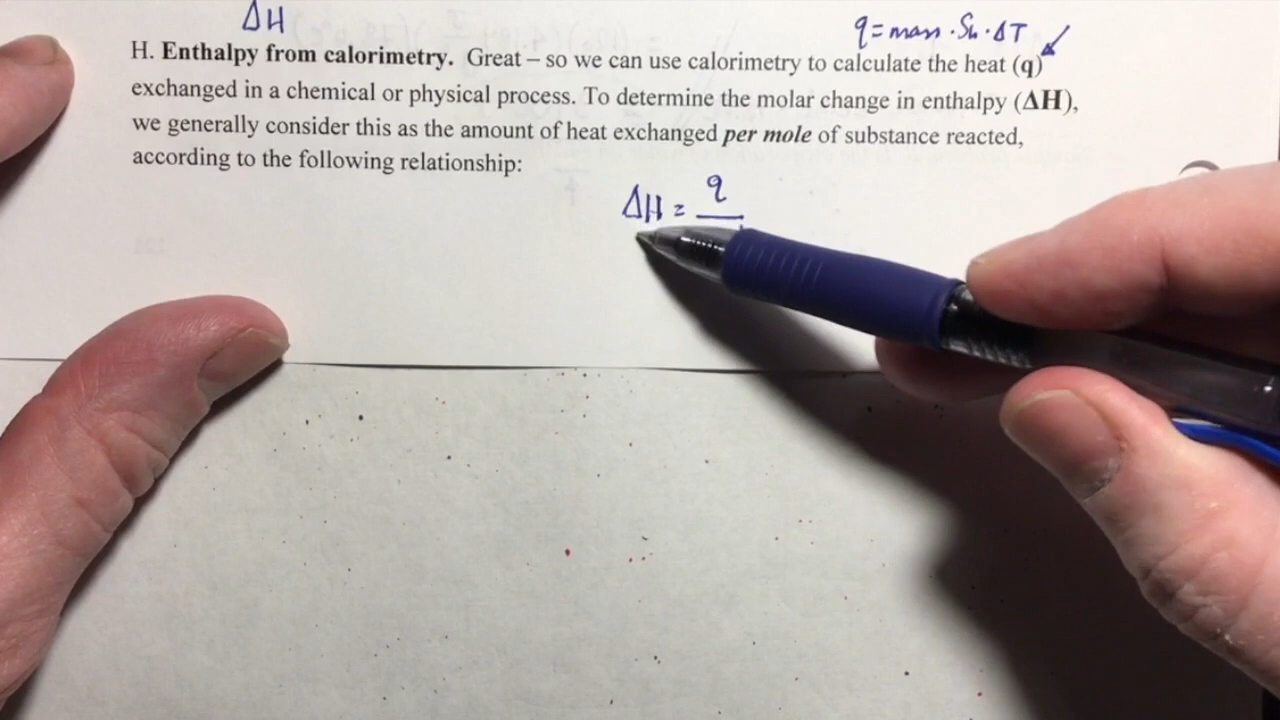 ΔH
q = mass · Sh · ΔT
H. Enthalpy from calorimetry. Great – so we can use calorimetry to calculate the heat (q)
exchanged in a chemical or physical process. To determine the molar change in enthalpy (ΔH),
we generally consider this as the amount of heat exchanged per mole of substance reacted,
according to the following relationship:
ΔH = q